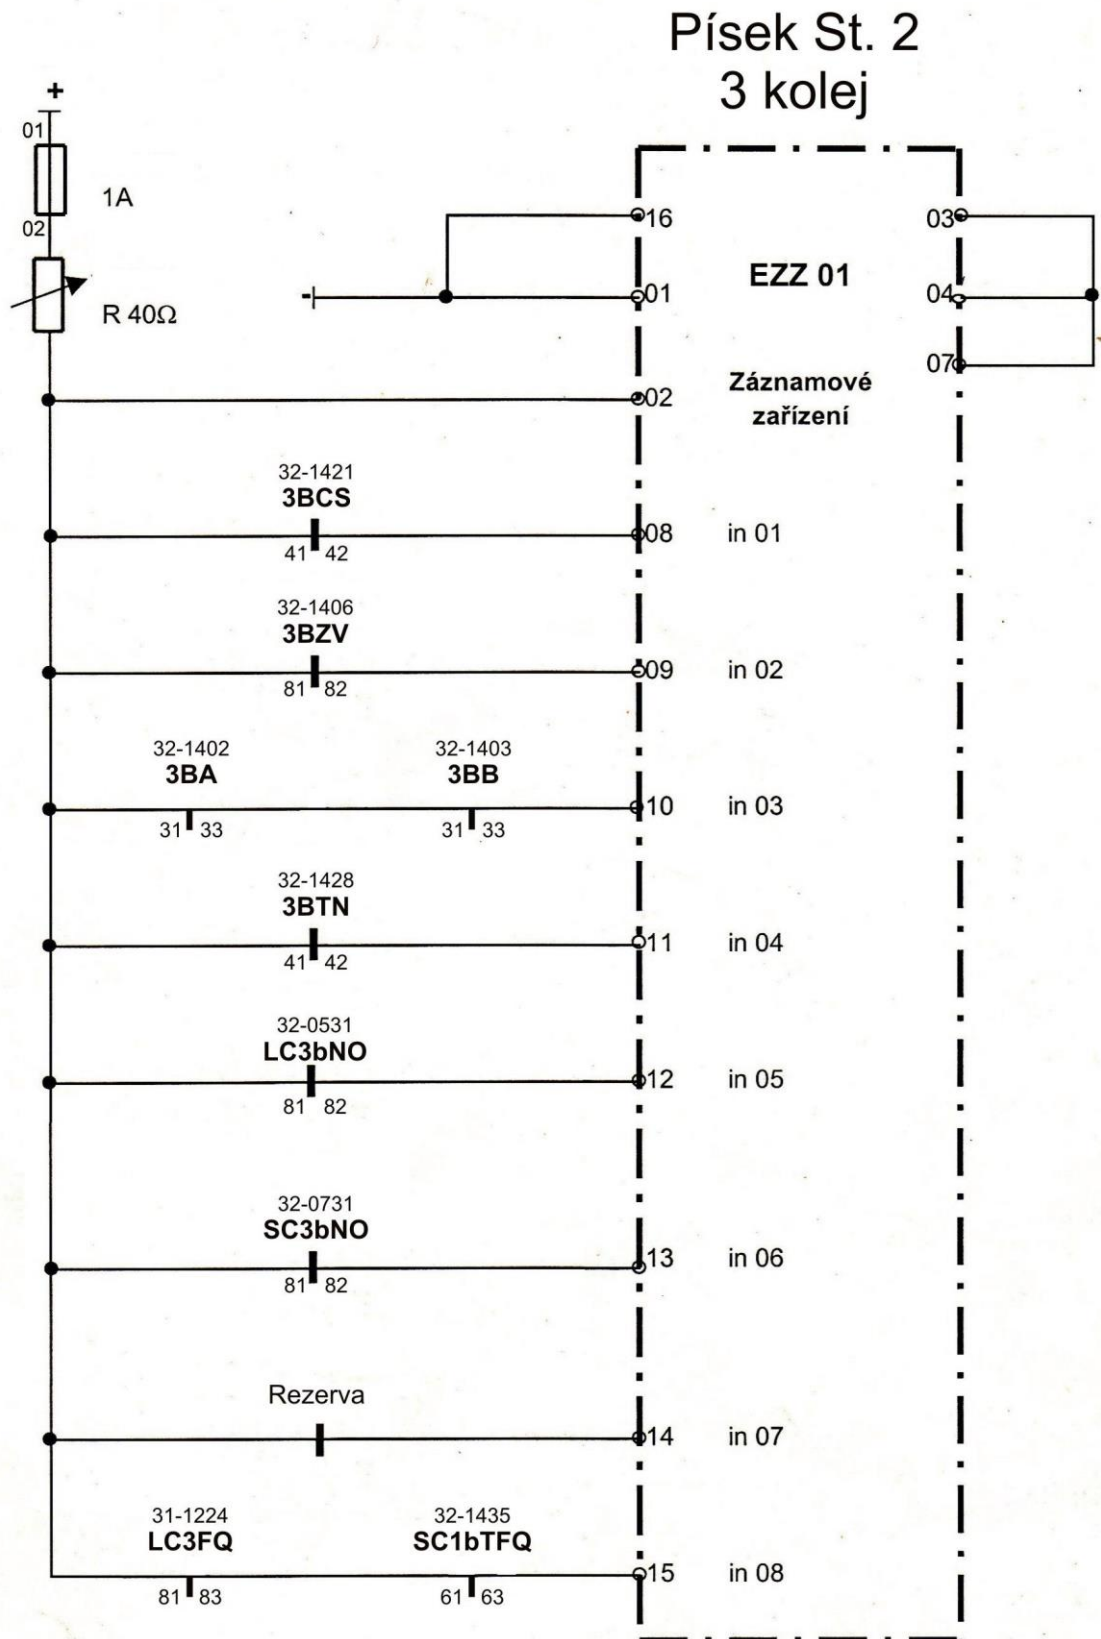 Písek St. 2
3 kolej
+
01
1A
02
R 40Ω
16
03
-
01
EZZ 01
04
07
02
Záznamové
zařízení
32-1421
3BCS
41 42
08
in 01
32-1406
3BZV
81 82
09
in 02
32-1402
3BA
31 33
32-1403
3BB
31 33
10
in 03
32-1428
3BTN
41 42
11
in 04
32-0531
LC3bNO
81 82
12
in 05
32-0731
SC3bNO
81 82
13
in 06
Rezerva
14
in 07
31-1224
LC3FQ
81 83
32-1435
SC1bTFQ
61 63
15
in 08